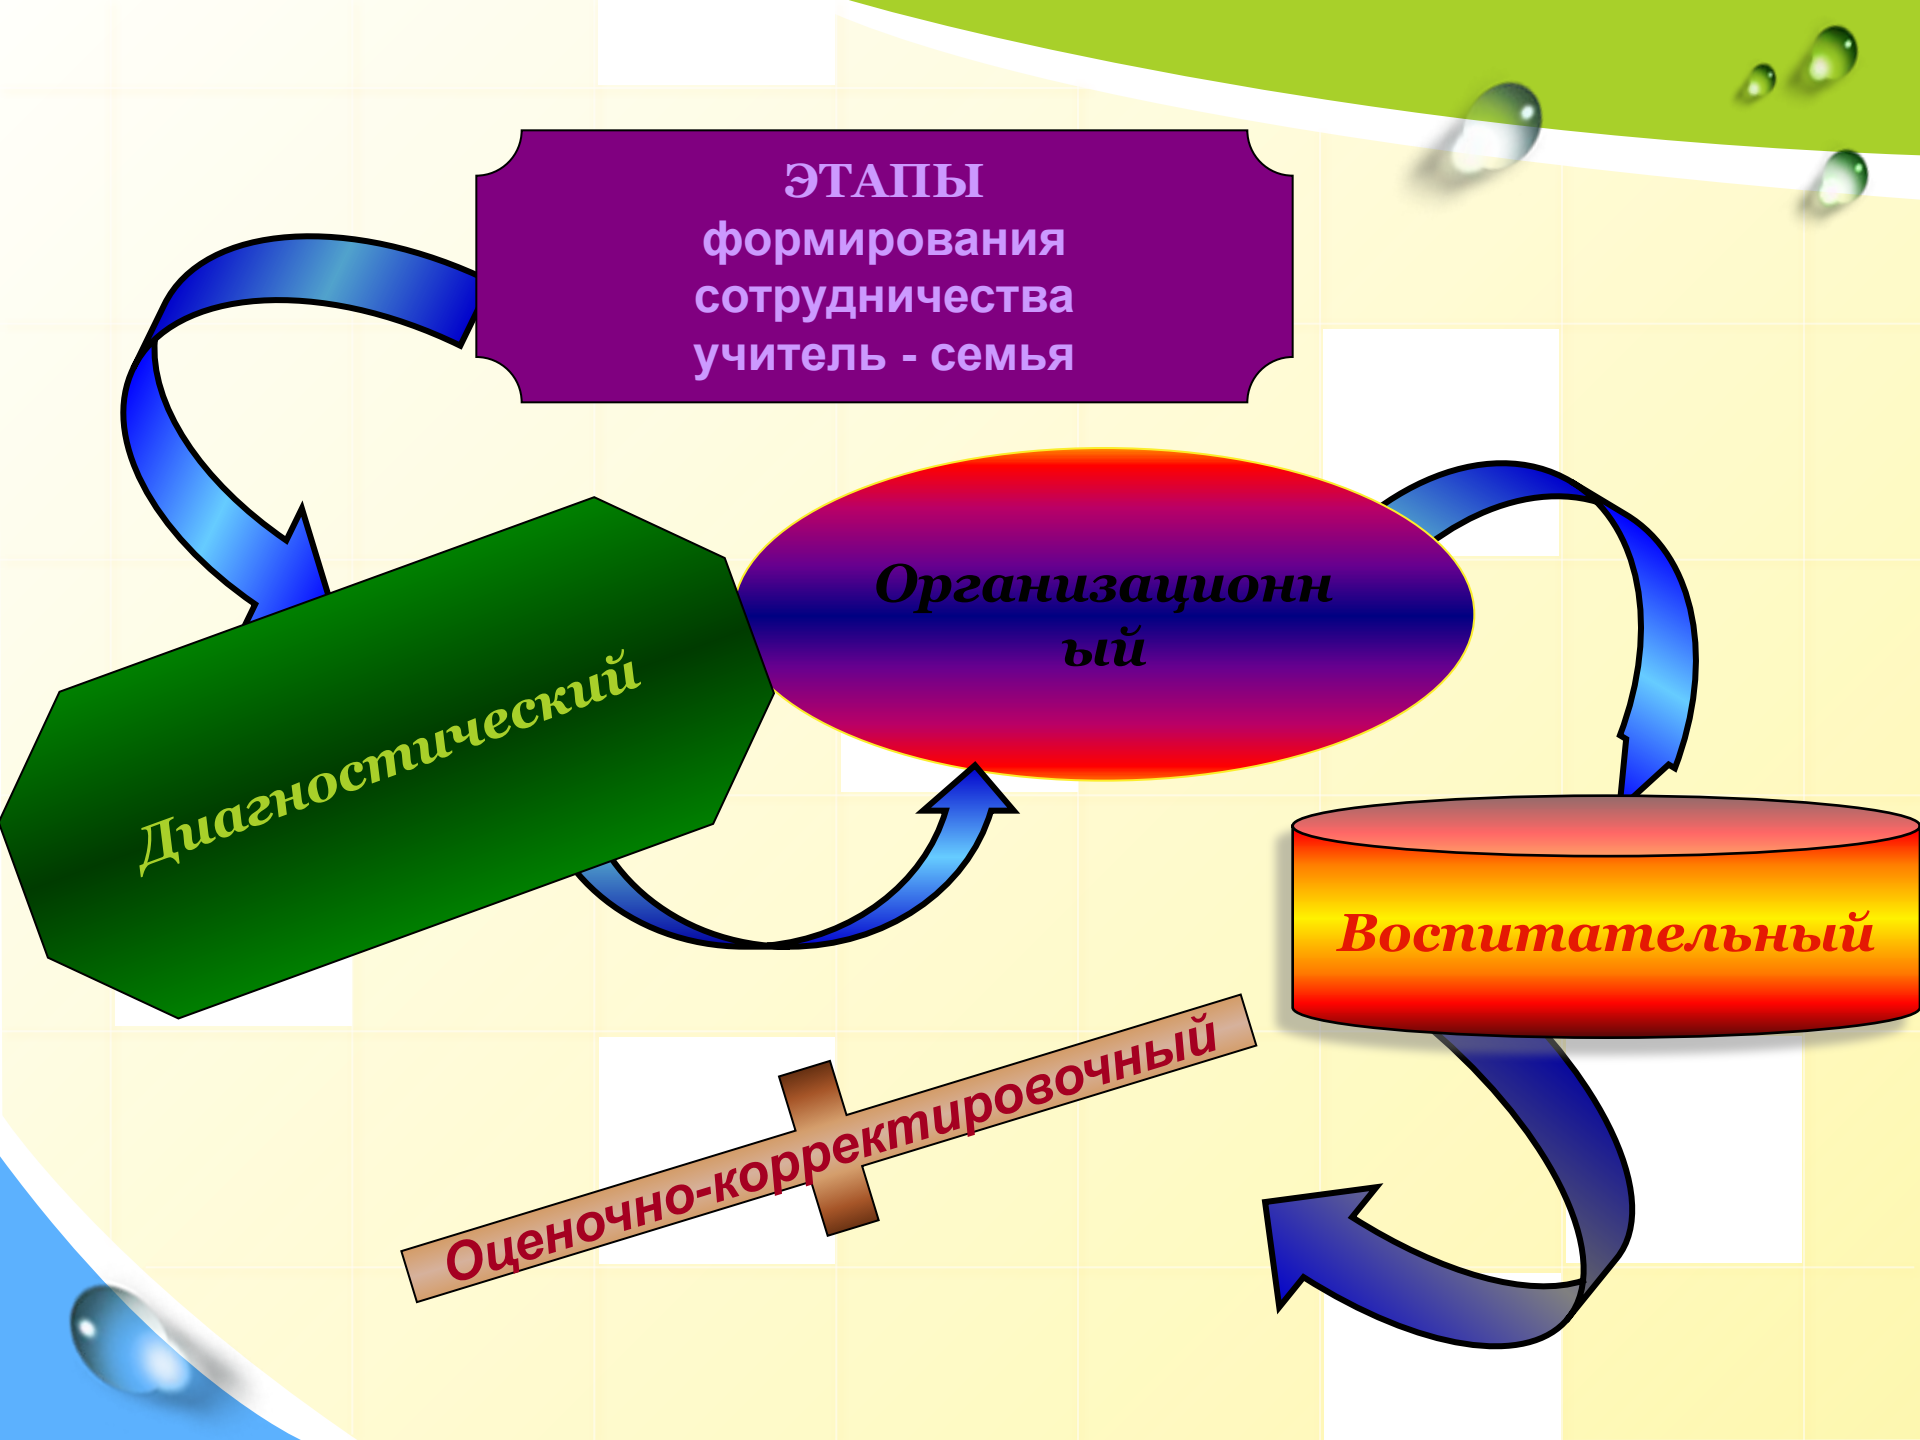 ЭТАПЫ
формирования
сотрудничества
учитель - семья
Организационн
ый
Диагностический
Воспитательный
Оценочно-корректировочный